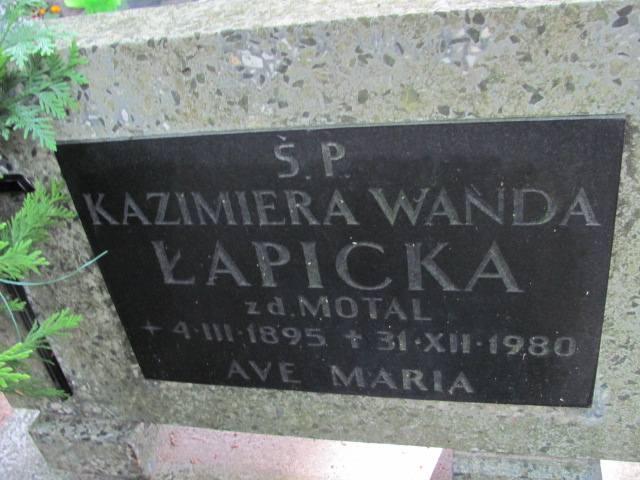 Ś.P.
KAZIMIERA WANDA
ŁAPICKA
zd. MOTAL
+ 4·III·1895 + 31·XII·1980
AVE MARIA